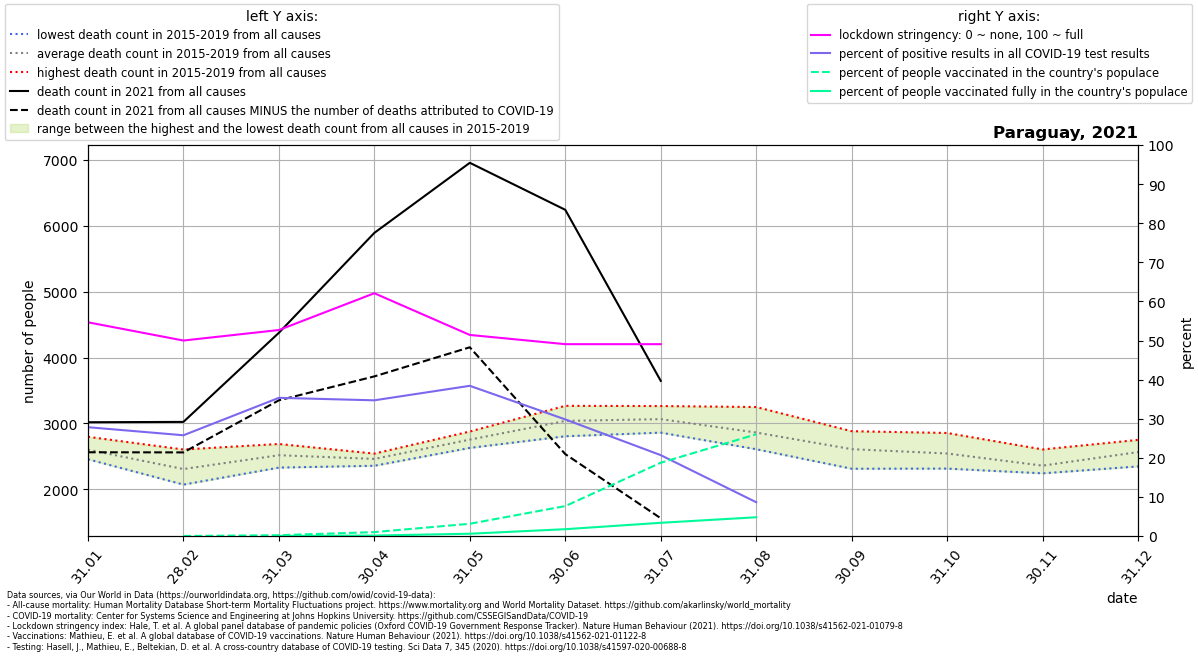 left Y axis:
lowest death count in 2015-2019 from all causes
average death count in 2015-2019 from all causes
highest death count in 2015-2019 from all causes
death count in 2021 from all causes
death count in 2021 from all causes MINUS the number of deaths attributed to COVID-19
range between the highest and the lowest death count from all causes in 2015-2019
right Y axis:
lockdown stringency: 0 ~ none, 100 ~ full
percent of positive results in all COVID-19 test results
percent of people vaccinated in the country's populace
percent of people vaccinated fully in the country's populace
Paraguay, 2021
number of people
7000
6000
5000
4000
3000
2000
percent
100
90
80
70
60
50
40
30
20
10
0
31.01
28.02
31.03
30.04
31.05
30.06
31.07
31.08
30.09
31.10
30.11
31.12
date
Data sources, via Our World in Data (https://ourworldindata.org, https://github.com/owid/covid-19-data):
- All-cause mortality: Human Mortality Database Short-term Mortality Fluctuations project. https://www.mortality.org and World Mortality Dataset. https://github.com/akarlinsky/world_mortality
- COVID-19 mortality: Center for Systems Science and Engineering at Johns Hopkins University. https://github.com/CSSEGISandData/COVID-19
- Lockdown stringency index: Hale, T. et al. A global panel database of pandemic policies (Oxford COVID-19 Government Response Tracker). Nature Human Behaviour (2021). https://doi.org/10.1038/s41562-021-01079-8
- Vaccinations: Mathieu, E. et al. A global database of COVID-19 vaccinations. Nature Human Behaviour (2021). https://doi.org/10.1038/s41562-021-01122-8
- Testing: Hasell, J., Mathieu, E., Beltekian, D. et al. A cross-country database of COVID-19 testing. Sci Data 7, 345 (2020). https://doi.org/10.1038/s41597-020-00688-8